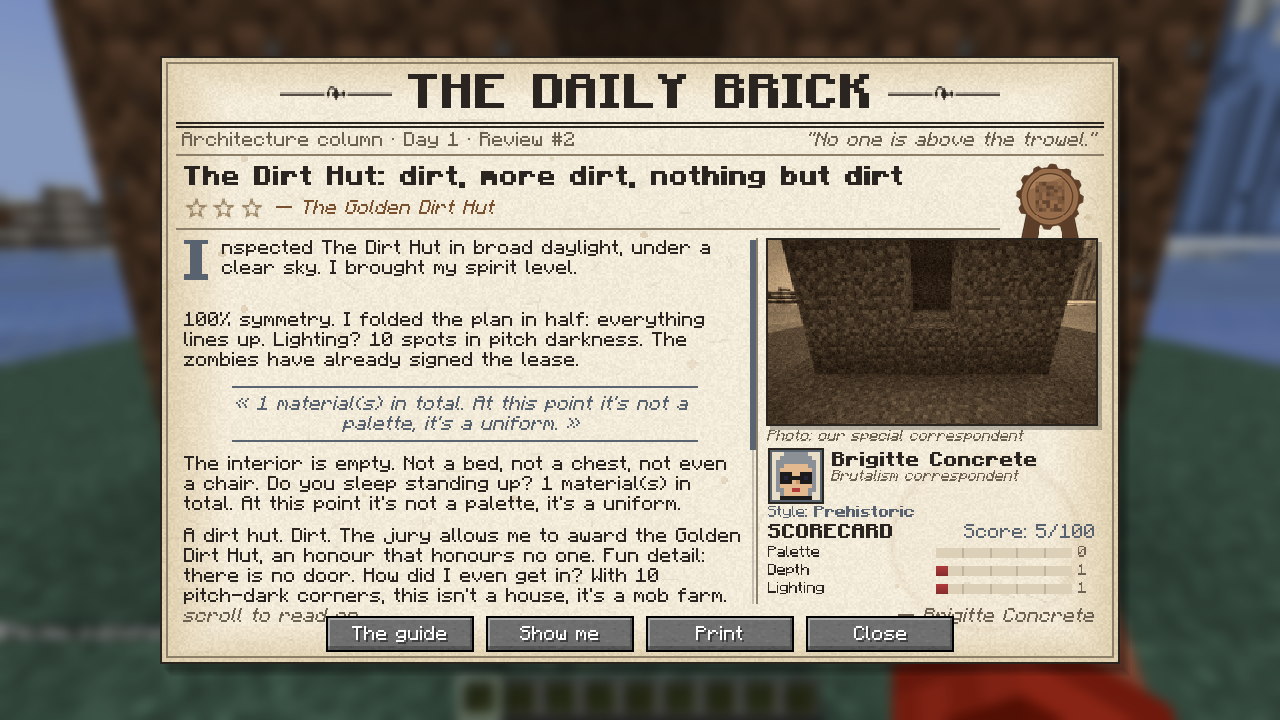 THE DAILY BRICK
Architecture column · Day 1 · Review #2
"No one is above the trowel."
The Dirt Hut: dirt, more dirt, nothing but dirt
— The Golden Dirt Hut
Inspected The Dirt Hut in broad daylight, under a
clear sky. I brought my spirit level.
100% symmetry. I folded the plan in half: everything
lines up. Lighting? 10 spots in pitch darkness. The
zombies have already signed the lease.
« 1 material(s) in total. At this point it's not a
palette, it's a uniform. »
The interior is empty. Not a bed, not a chest, not even
a chair. Do you sleep standing up? 1 material(s) in
total. At this point it's not a palette, it's a uniform.
A dirt hut. Dirt. The jury allows me to award the Golden
Dirt Hut, an honour that honours no one. Fun detail:
there is no door. How did I even get in? With 10
pitch-dark corners, this isn't a house, it's a mob farm.
scroll to read on
Photo: our special correspondent
Brigitte Concrete
Brutalism correspondent
Style: Prehistoric
SCORECARD Score: 5/100
Palette 0
Depth 1
Lighting 1
— Brigitte Concrete
The guide
Show me
Print
Close